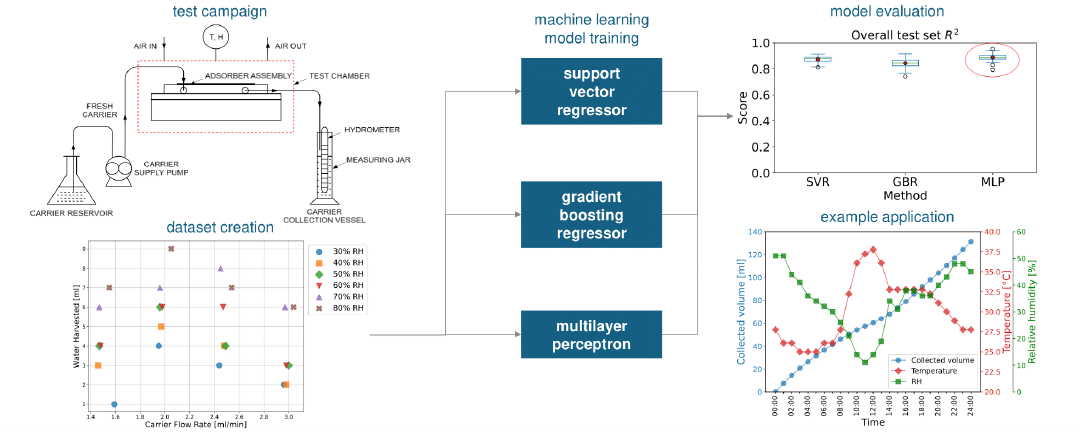 test campaign
T, H
AIR IN
AIR OUT
ADSORBER ASSEMBLY
TEST CHAMBER
FRESH
CARRIER
HYDROMETER
MEASURING JAR
CARRIER
SUPPLY PUMP
CARRIER RESERVOIR
CARRIER
COLLECTION VESSEL
dataset creation
Water Harvested [ml]
9
8
7
6
5
4
3
2
1
1.4 1.6 1.8 2.0 2.2 2.4 2.6 2.8 3.0
Carrier Flow Rate [ml/min]
30% RH
40% RH
50% RH
60% RH
70% RH
80% RH
machine learning
model training
support
vector
regressor
gradient
boosting
regressor
multilayer
perceptron
model evaluation
Overall test set R²
Score
1.0
0.8
0.6
0.4
0.2
0.0
SVR GBR MLP
Method
example application
Collected volume [ml]
140
120
100
80
60
40
20
0
Temperature [°C]
40.0
37.5
35.0
32.5
30.0
27.5
25.0
22.5
20.0
Relative humidity [%]
60
50
40
30
20
10
0
Collected volume
Temperature
RH
00:00 02:00 04:00 06:00 08:00 10:00 12:00 14:00 16:00 18:00 20:00 22:00 24:00
Time